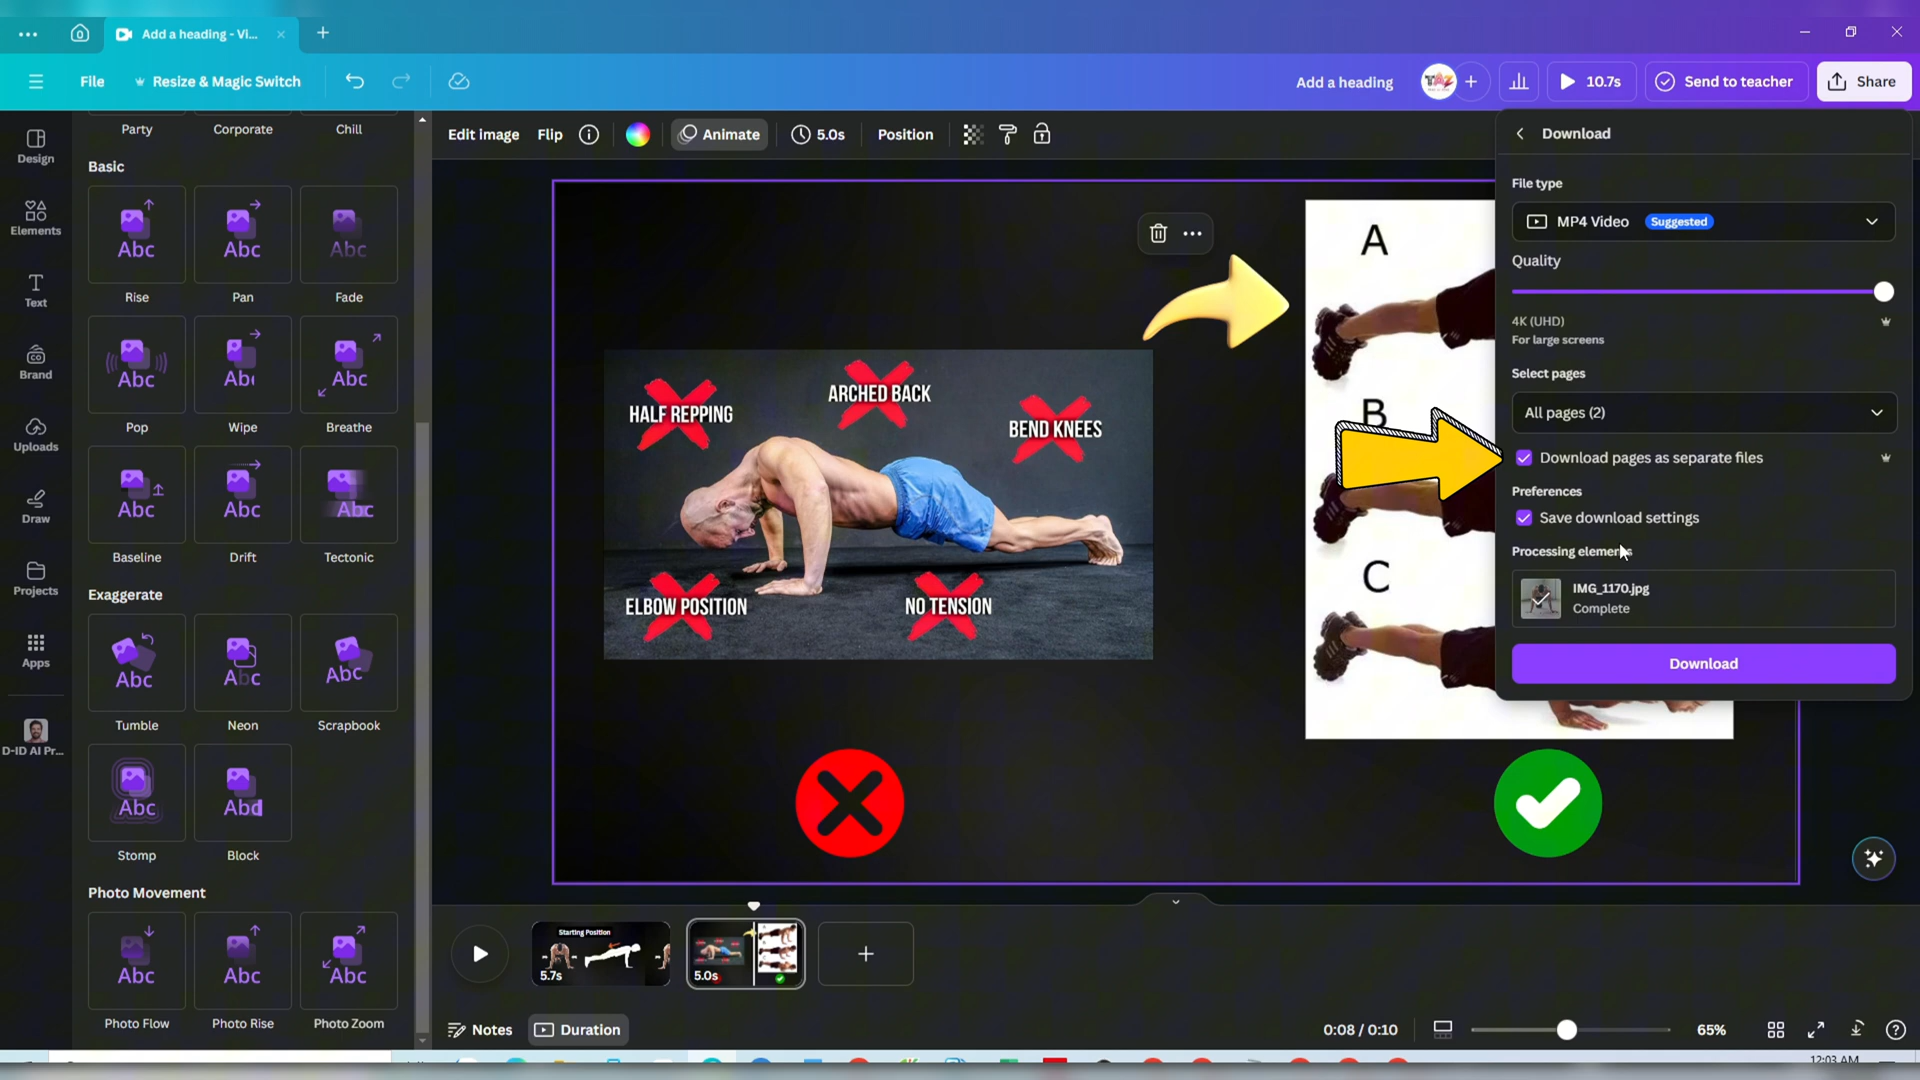 Add a heading - Vi...
File
Resize & Magic Switch
Add a heading
TAZ
10.7s
Send to teacher
Share
Design
Elements
Text
Brand
Uploads
Draw
Projects
Apps
D-ID AI Pr...
Party
Corporate
Chill
Basic
Abc
Abc
Abc
Rise
Pan
Fade
Abc
Abc
Abc
Pop
Wipe
Breathe
Abc
Abc
Abc
Baseline
Drift
Tectonic
Exaggerate
Abc
Abc
Abc
Tumble
Neon
Scrapbook
Abc
Abc
Stomp
Block
Photo Movement
Abc
Abc
Abc
Photo Flow
Photo Rise
Photo Zoom
Edit image
Flip
Animate
5.0s
Position
HALF REPPING
ARCHED BACK
BEND KNEES
ELBOW POSITION
NO TENSION
A
B
C
Download
File type
MP4 Video
Suggested
Quality
4K (UHD)
For large screens
Select pages
All pages (2)
Download pages as separate files
Preferences
Save download settings
Processing elements
IMG_1170.jpg
Complete
Download
Starting Position
5.7s
5.0s
Notes
Duration
0:08 / 0:10
65%
12:03 AM